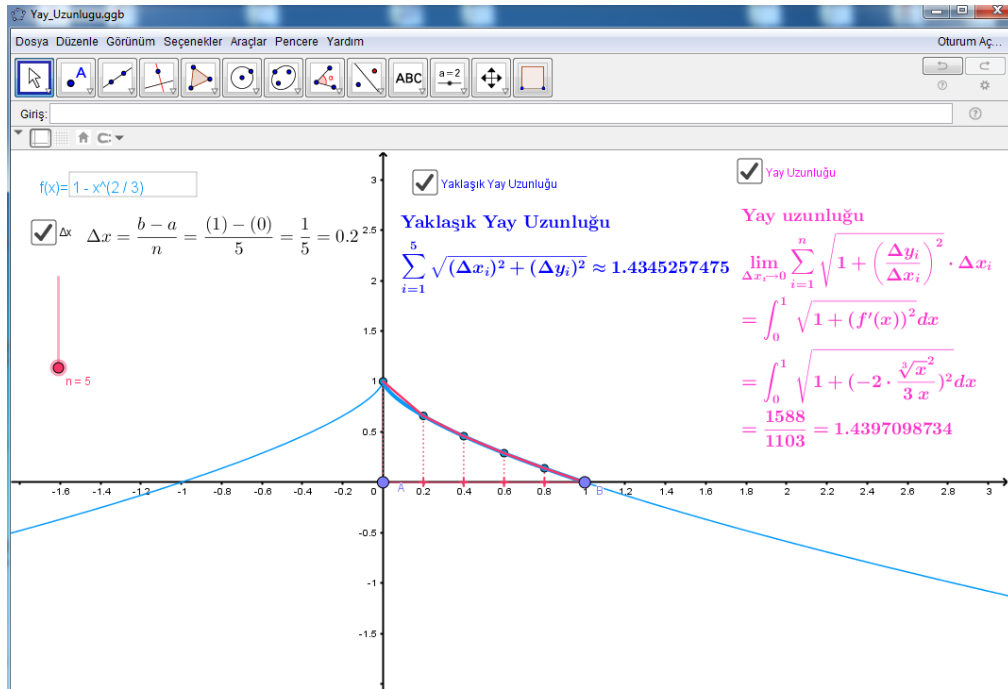 Yay_Uzunlugu.ggb
Dosya Düzenle Görünüm Seçenekler Araçlar Pencere Yardım Oturum Aç...
A ABC a = 2
Giriş:
f(x)= 1 - x^(2 / 3)
Δx Δx = (b − a)/n = ((1) − (0))/5 = 1/5 = 0.2
n = 5
Yaklaşık Yay Uzunluğu
Yaklaşık Yay Uzunluğu
∑_{i=1}^{5} √((Δx_i)² + (Δy_i)²) ≈ 1.4345257475
Yay Uzunluğu
Yay uzunluğu
lim_{Δx_i→0} ∑_{i=1}^{n} √(1 + (Δy_i/Δx_i)²) · Δx_i
= ∫_0^1 √(1 + (f′(x))²) dx
= ∫_0^1 √(1 + (−2 · ∛x²/(3 x))²) dx
= 1588/1103 = 1.4397098734
3
2.5
2
1.5
1
0.5
-1.6 -1.4 -1.2 -1 -0.8 -0.6 -0.4 -0.2 0 0.2 0.4 0.6 0.8 1 1.2 1.4 1.6 1.8 2 2.2 2.4 2.6 2.8 3
A B
-0.5
-1
-1.5